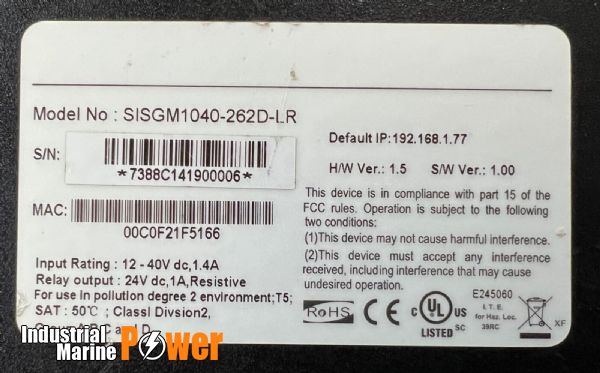 Model No : SISGM1040-262D-LR
S/N:
*7388C141900006*
MAC:
00C0F21F5166
Input Rating : 12 - 40V dc,1.4A
Relay output : 24V dc,1A, Resistive
For use in pollution degree 2 environment;T5;
SAT : 50℃ ; ClassI Divsion2,
Default IP:192.168.1.77
H/W Ver.: 1.5 S/W Ver.: 1.00
This device is in compliance with part 15 of the
FCC rules. Operation is subject to the following
two conditions:
(1)This device may not cause harmful interference.
(2)This device must accept any interference
received, including interference that may cause
undesired operation.
RoHS CE C UL US
LISTED SC
E245060
I. T. E.
for Haz. Loc.
39RC
XF
Industrial
Marine Power